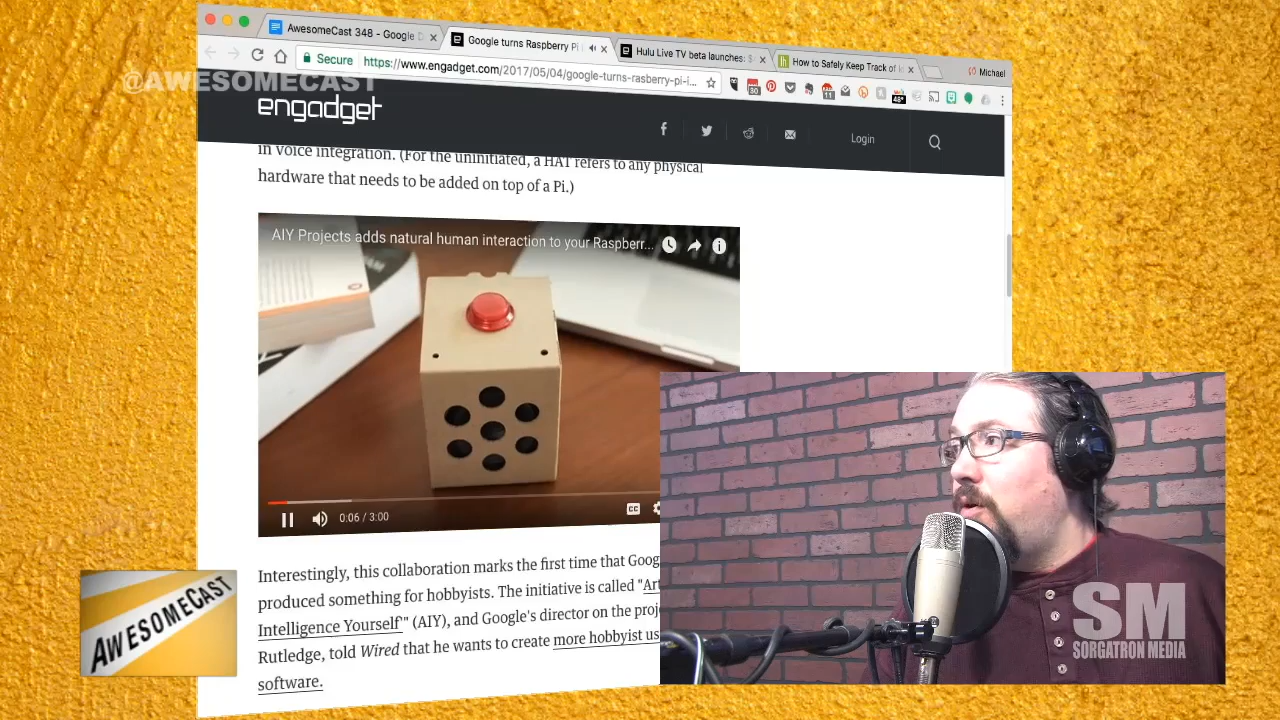 AwesomeCast 348 - Google D
Google turns Raspberry Pi
Hulu Live TV beta launches: $
How to Safely Keep Track of
Michael
Secure
https://www.engadget.com/2017/05/04/google-turns-rasberry-pi-i...
@AWESOMECAST
engadget
Login
in voice integration. (For the uninitiated, a HAT refers to any physical
hardware that needs to be added on top of a Pi.)
AIY Projects adds natural human interaction to your Raspberr...
0:06 / 3:00
CC
Interestingly, this collaboration marks the first time that Goog
produced something for hobbyists. The initiative is called "Art
Intelligence Yourself" (AIY), and Google's director on the proje
Rutledge, told Wired that he wants to create more hobbyist us
software.
AWESOMECAST
SM
SORGATRON MEDIA